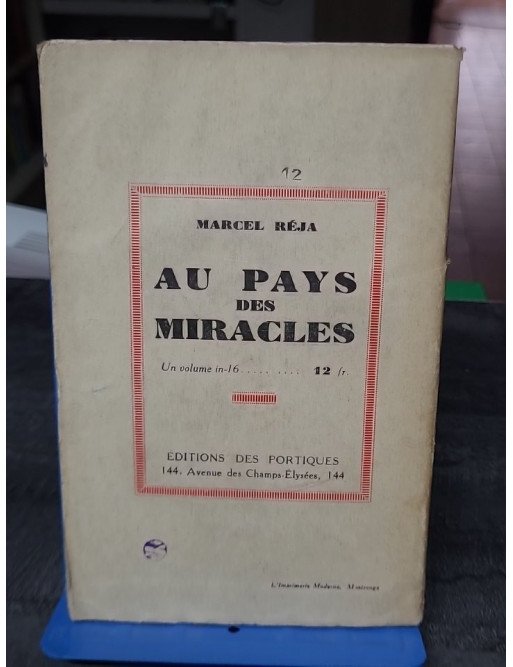 12
MARCEL RÉJA
AU PAYS
DES
MIRACLES
Un volume in-16 ..... .... 12 fr.
ÉDITIONS DES PORTIQUES
144, Avenue des Champs-Élysées, 144
L'Imprimerie Moderne, Montrouge